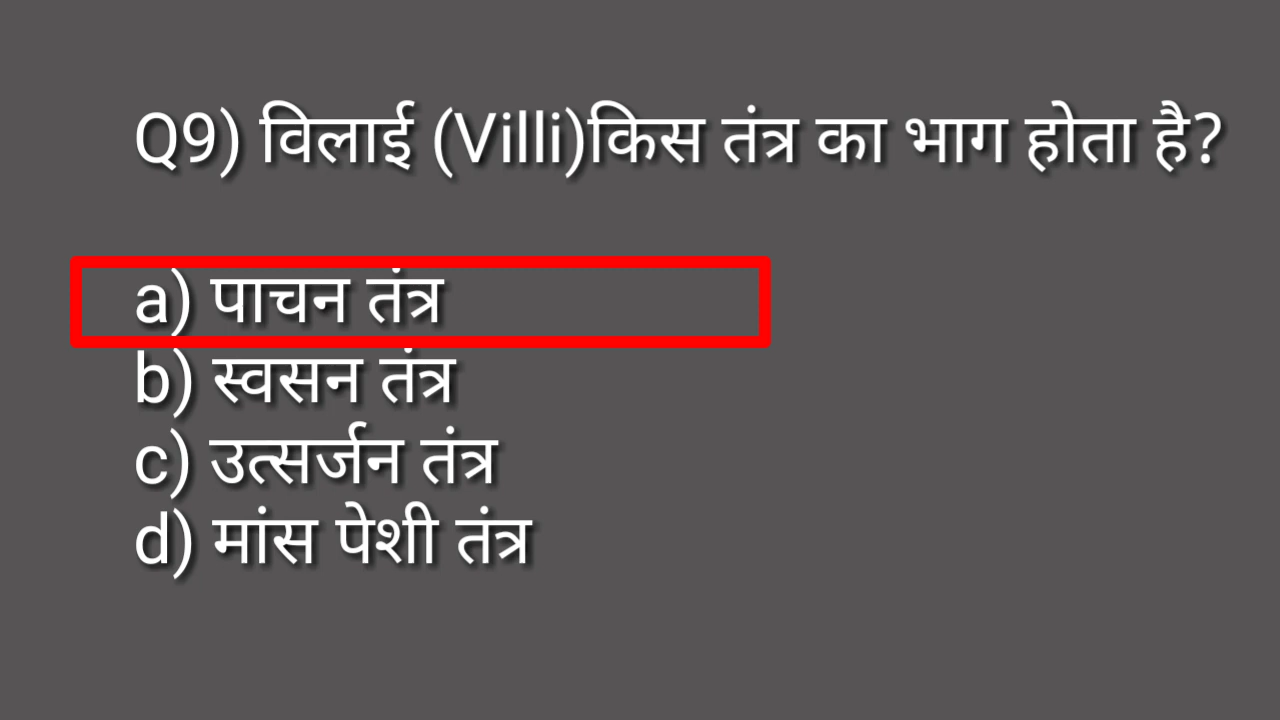 Q9) विलाई (Villi)किस तंत्र का भाग होता है?
a) पाचन तंत्र
b) स्वसन तंत्र
c) उत्सर्जन तंत्र
d) मांस पेशी तंत्र